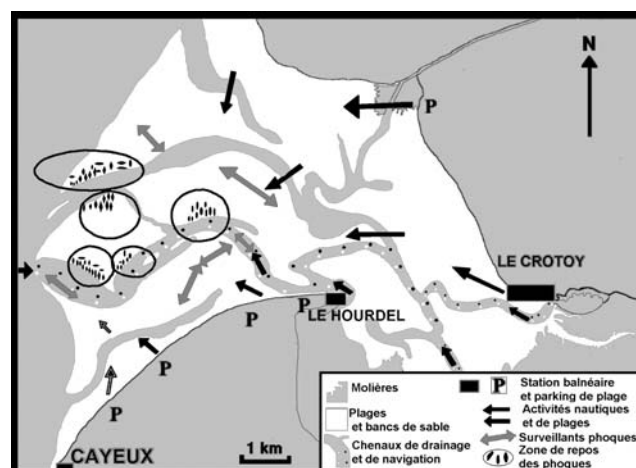 N
P
LE CROTOY
LE HOURDEL
P
P
P
P
CAYEUX
1 km
Molières
Plages
et bancs de sable
Chenaux de drainage
et de navigation
P
Station balnéaire
et parking de plage
Activités nautiques
et de plages
Surveillants phoques
Zone de repos
des phoques